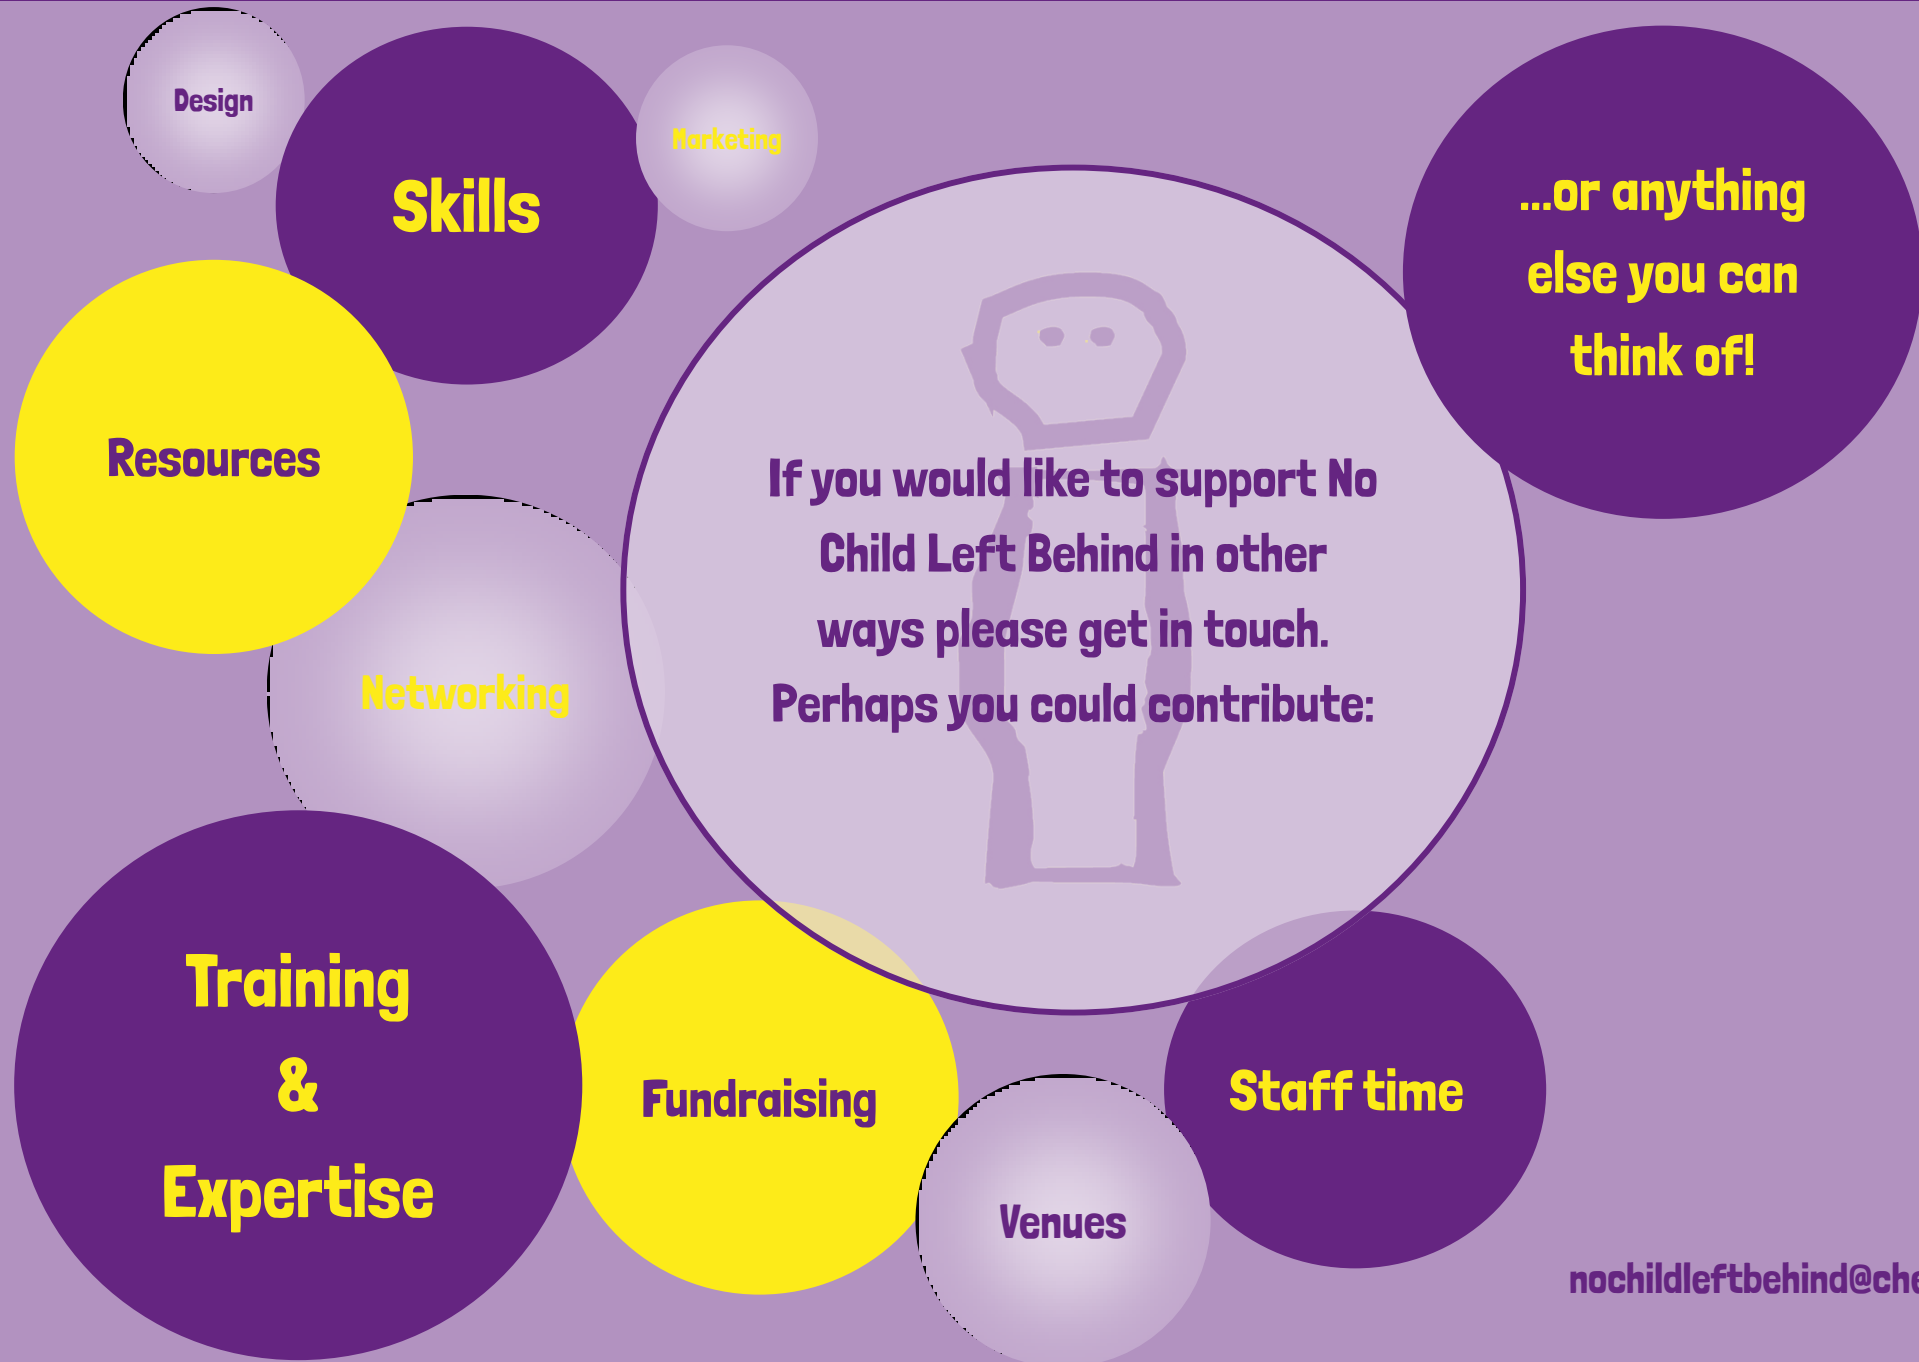 Design
Skills
Marketing
...or anything
else you can
think of!
Resources
If you would like to support No
Child Left Behind in other
ways please get in touch.
Perhaps you could contribute:
Networking
Training
&
Expertise
Fundraising
Staff time
Venues
nochildleftbehind@che